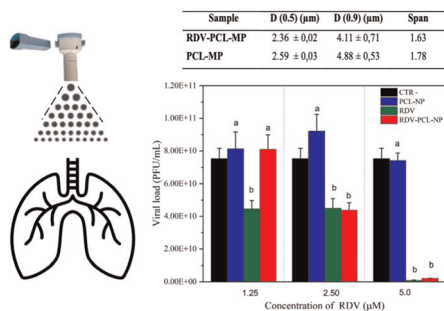 Sample D (0.5) (µm) D (0.9) (µm) Span
RDV-PCL-MP 2.36 ± 0,02 4.11 ± 0,71 1.63
PCL-MP 2.59 ± 0,03 4.88 ± 0,53 1.78
1.20E+11
1.00E+11
8.00E+10
6.00E+10
4.00E+10
2.00E+10
0.00E+00
Viral load (PFU/mL)
CTR -
PCL-NP
RDV
RDV-PCL-NP
a
a
b
a
b
b
a
b
b
1.25 2.50 5.0
Concentration of RDV (µM)